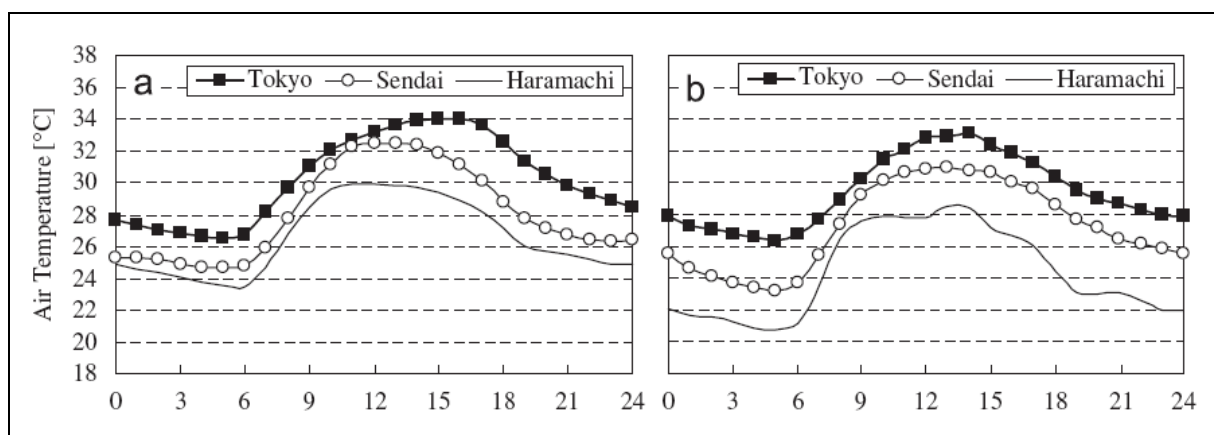 38
36
34
32
30
28
26
24
22
20
18
Air Temperature [°C]
a
Tokyo Sendai Haramachi
0 3 6 9 12 15 18 21 24
b
Tokyo Sendai Haramachi
0 3 6 9 12 15 18 21 24